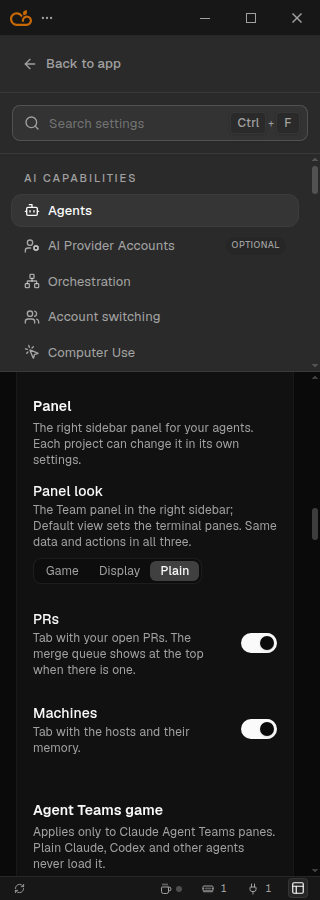 Back to app
Search settings
Ctrl + F
AI CAPABILITIES
Agents
AI Provider Accounts
OPTIONAL
Orchestration
Account switching
Computer Use
Panel
The right sidebar panel for your agents.
Each project can change it in its own
settings.
Panel look
The Team panel in the right sidebar;
Default view sets the terminal panes. Same
data and actions in all three.
Game Display Plain
PRs
Tab with your open PRs. The
merge queue shows at the top
when there is one.
Machines
Tab with the hosts and their
memory.
Agent Teams game
Applies only to Claude Agent Teams panes.
Plain Claude, Codex and other agents
never load it.
1 1